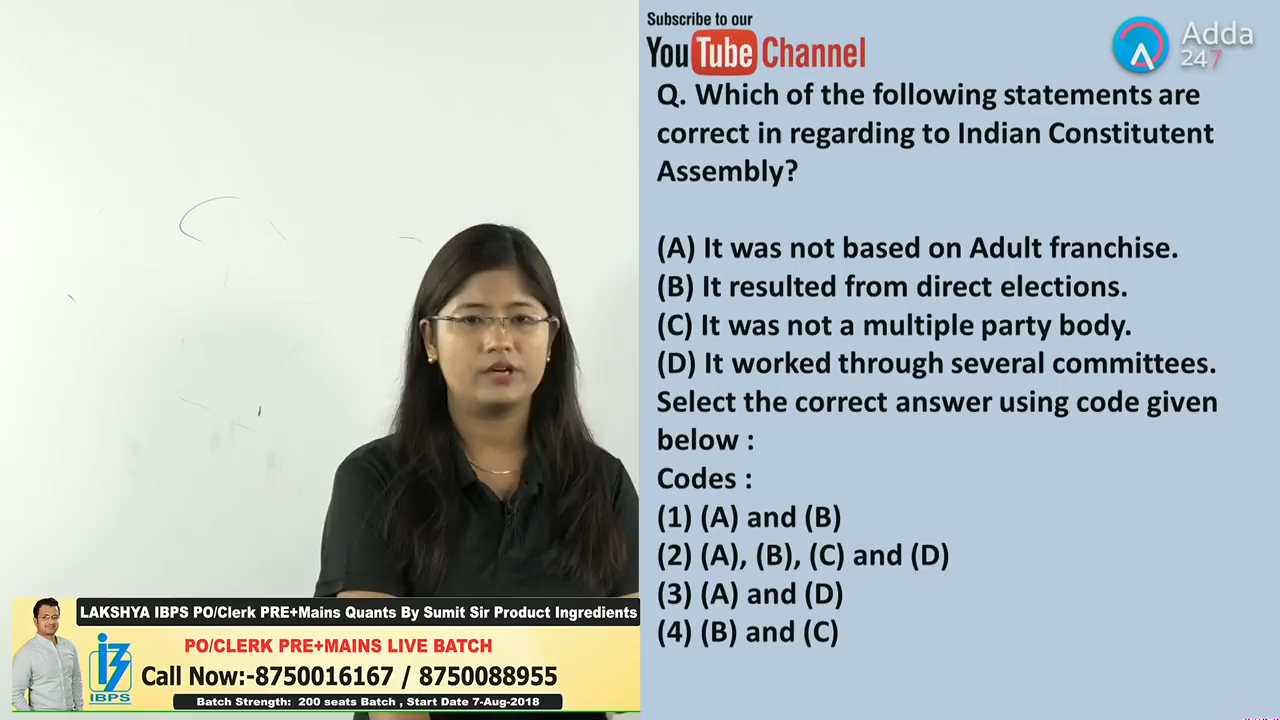 Subscribe to our
YouTube Channel
Adda
247
Q. Which of the following statements are
correct in regarding to Indian Constitutent
Assembly?
(A) It was not based on Adult franchise.
(B) It resulted from direct elections.
(C) It was not a multiple party body.
(D) It worked through several committees.
Select the correct answer using code given
below :
Codes :
(1) (A) and (B)
(2) (A), (B), (C) and (D)
(3) (A) and (D)
(4) (B) and (C)
LAKSHYA IBPS PO/Clerk PRE+Mains Quants By Sumit Sir Product Ingredients
PO/CLERK PRE+MAINS LIVE BATCH
IBPS
Call Now:-8750016167 / 8750088955
Batch Strength: 200 seats Batch , Start Date 7-Aug-2018